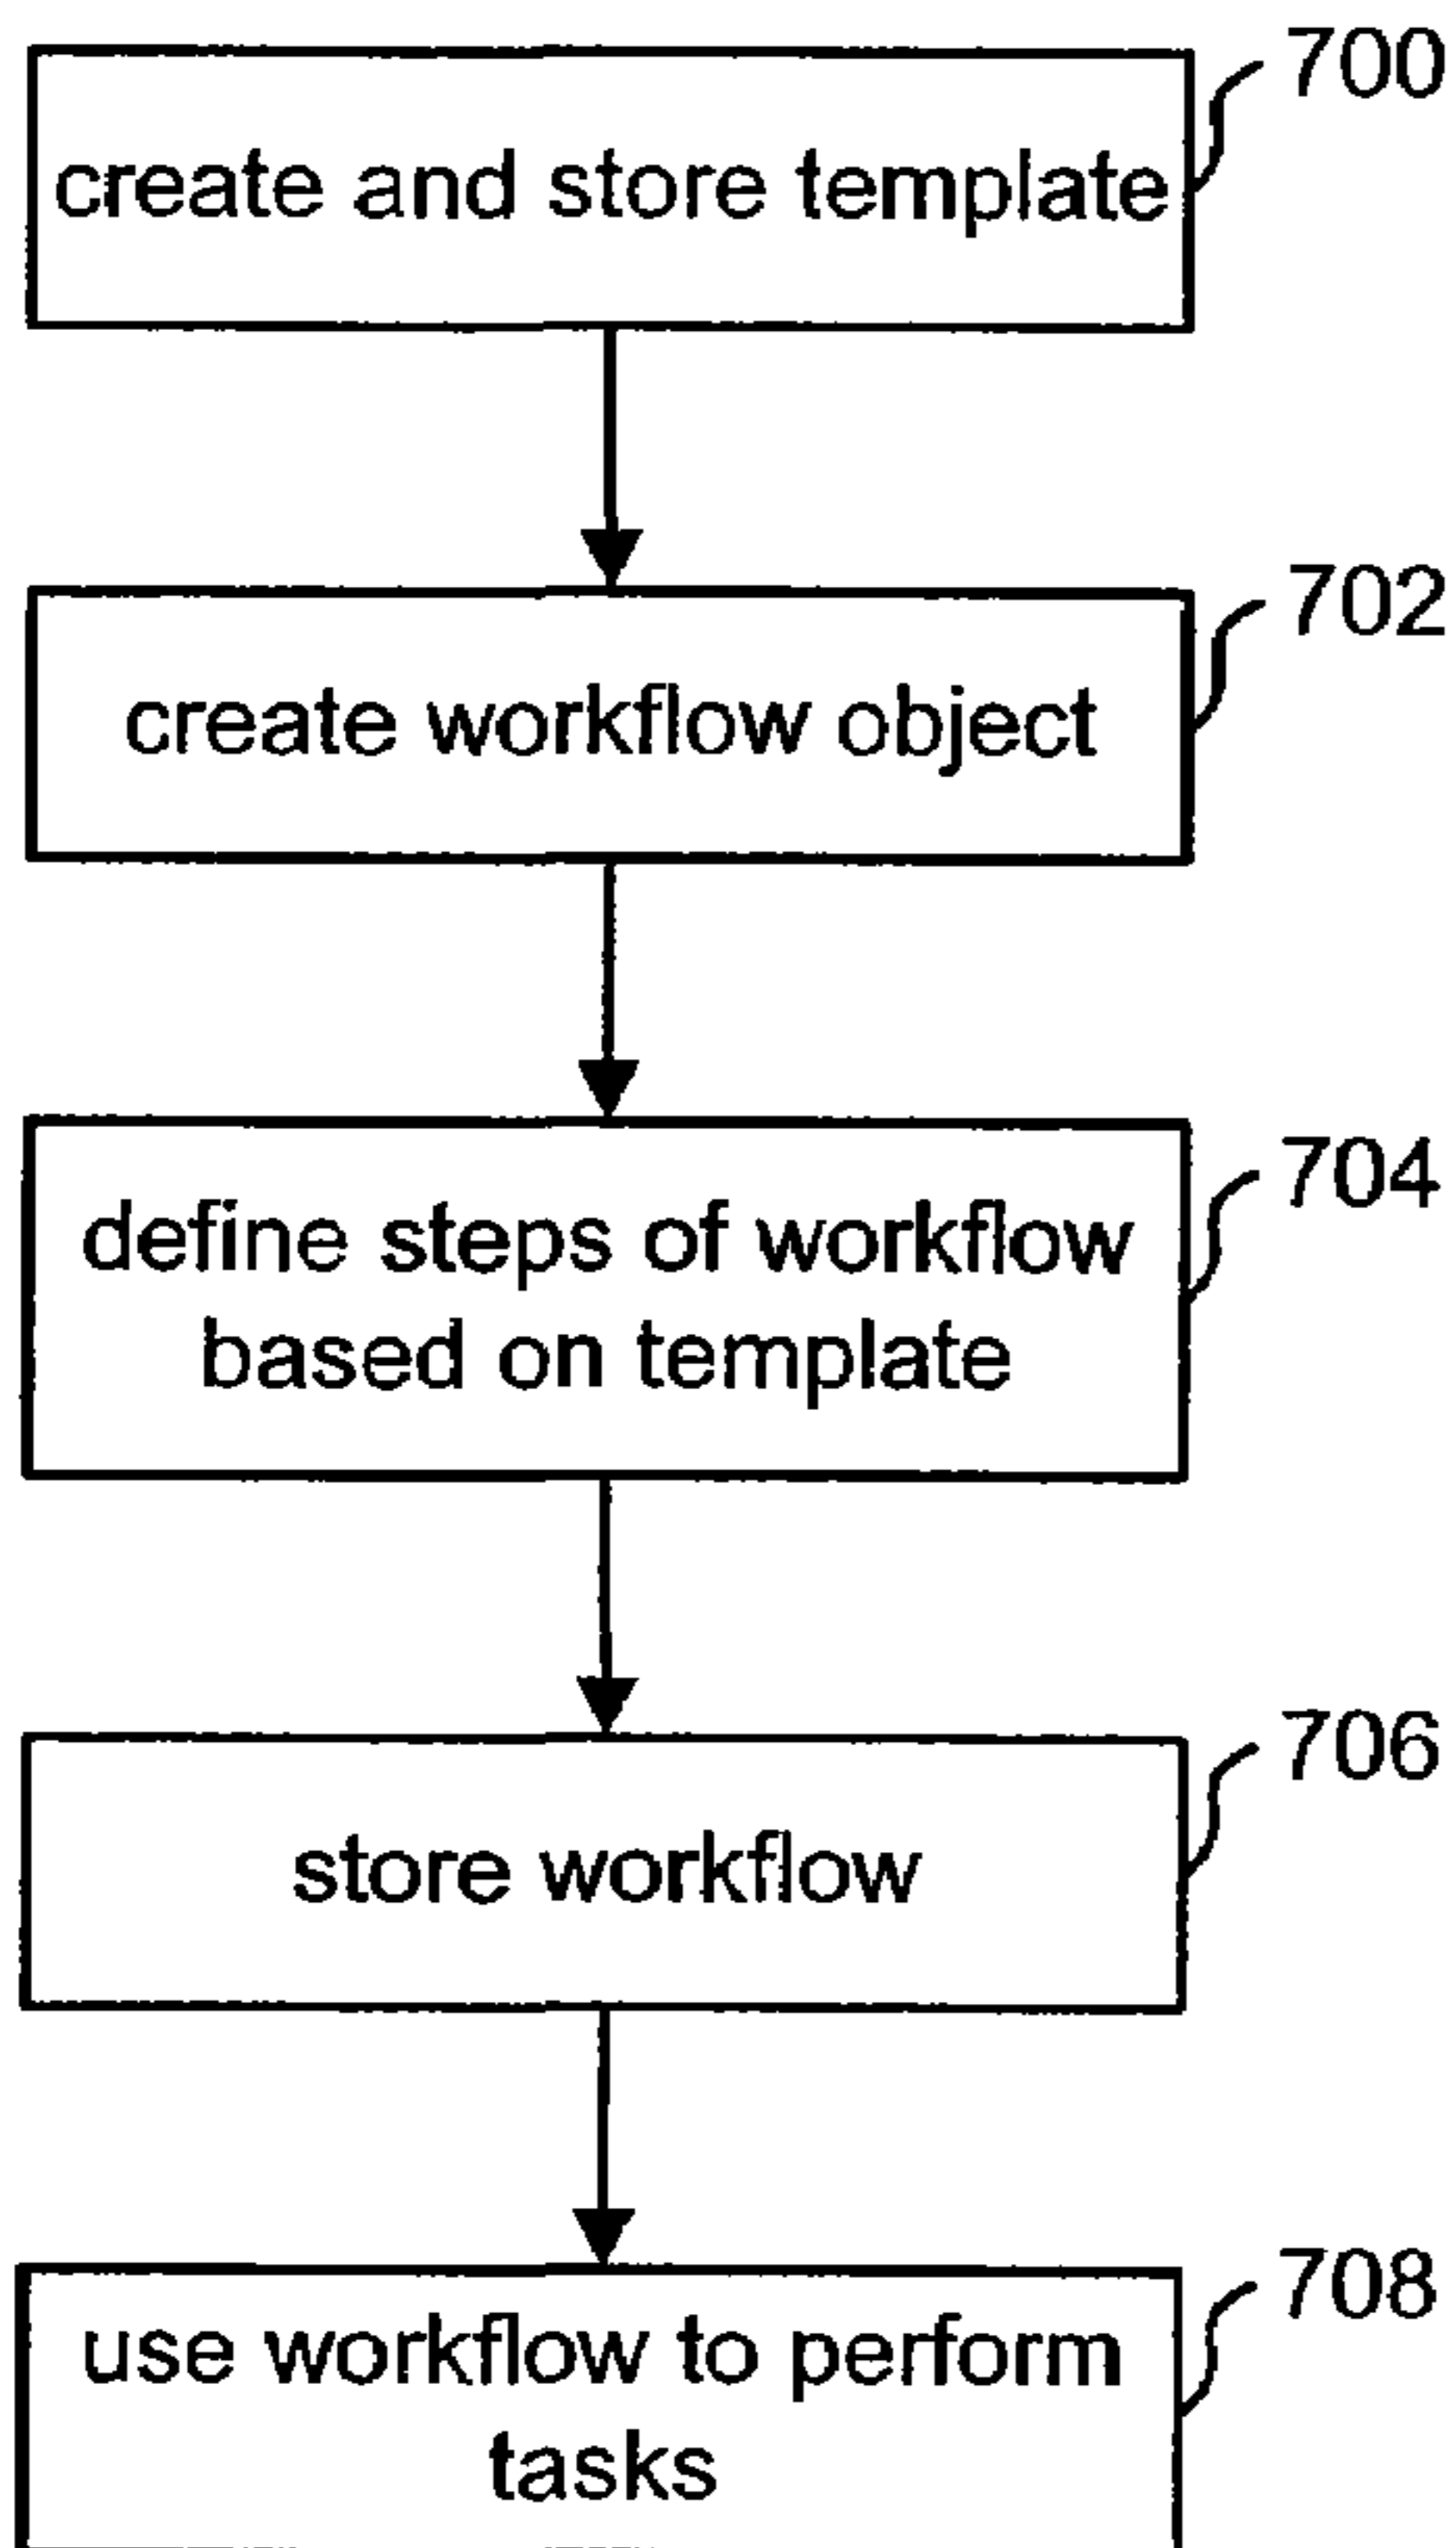 700
create and store template
702
create workflow object
704
define steps of workflow
based on template
706
store workflow
708
use workflow to perform
tasks